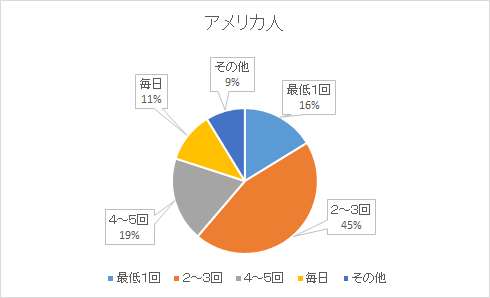 アメリカ人
その他
9%
毎日
11%
最低１回
16%
２～３回
45%
４～５回
19%
最低１回 ２～３回 ４～５回 毎日 その他